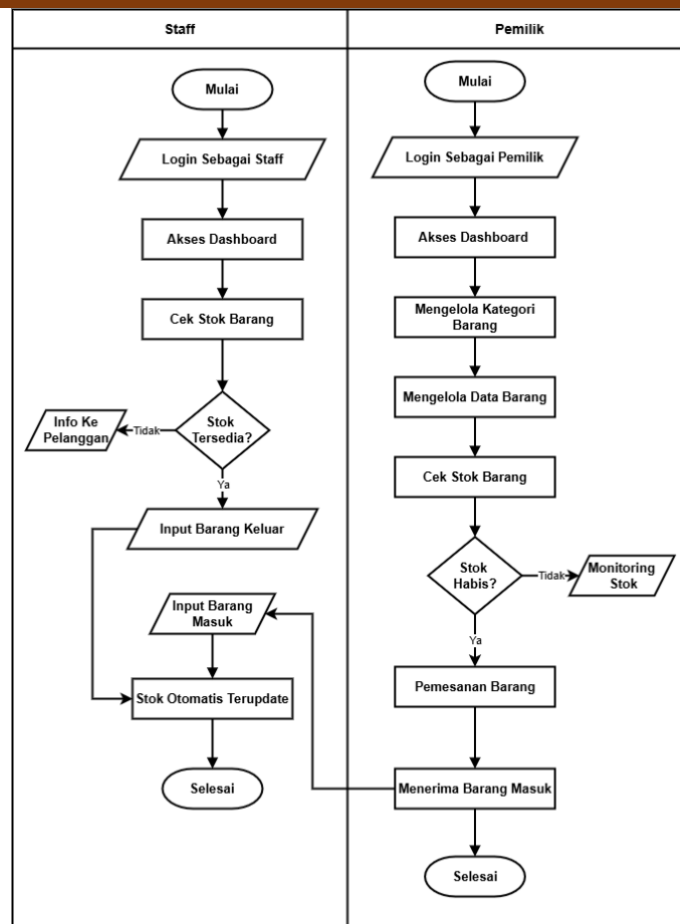 Staff
Pemilik
Mulai
Login Sebagai Staff
Akses Dashboard
Cek Stok Barang
Stok
Tersedia?
Tidak
Info Ke
Pelanggan
Ya
Input Barang Keluar
Input Barang
Masuk
Stok Otomatis Terupdate
Selesai
Mulai
Login Sebagai Pemilik
Akses Dashboard
Mengelola Kategori
Barang
Mengelola Data Barang
Cek Stok Barang
Stok
Habis?
Tidak
Monitoring
Stok
Ya
Pemesanan Barang
Menerima Barang Masuk
Selesai